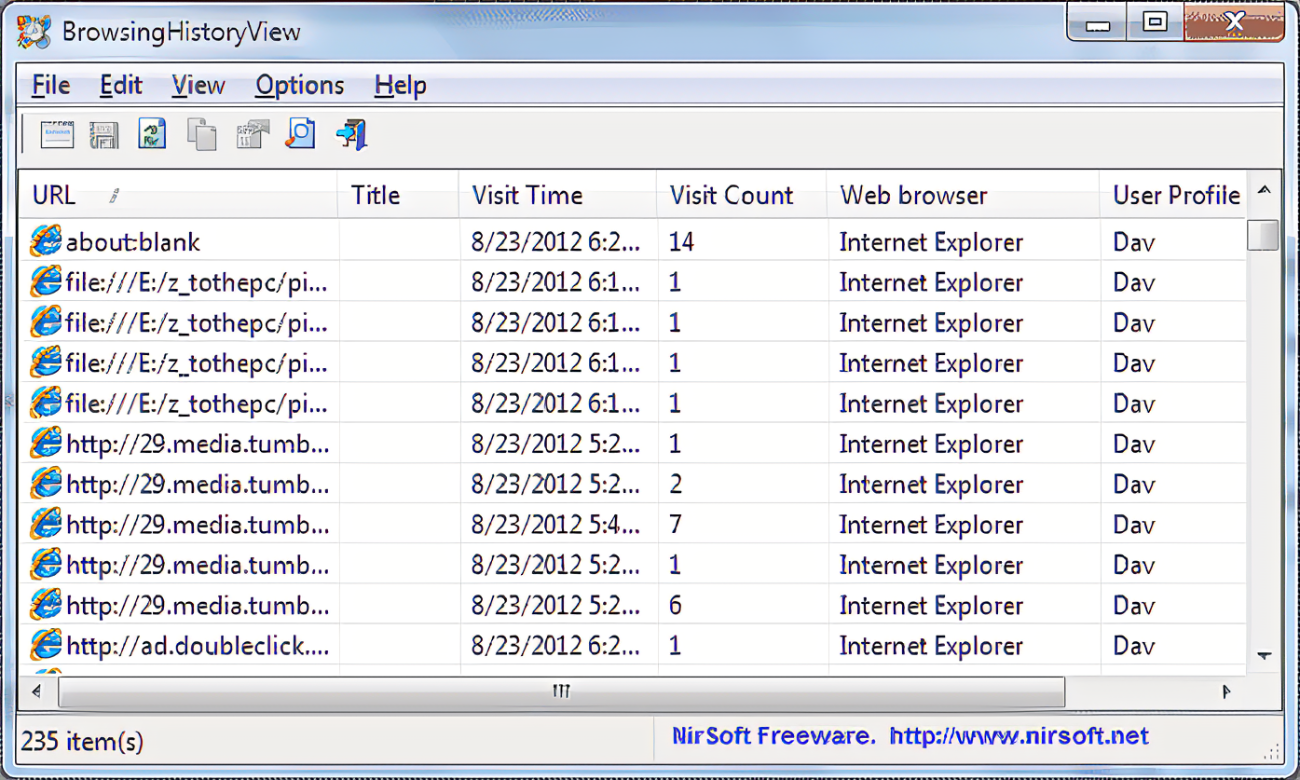 BrowsingHistoryView
File Edit View Options Help
URL Title Visit Time Visit Count Web browser User Profile
about:blank 8/23/2012 6:2... 14 Internet Explorer Dav
file:///E:/z_tothepc/pi... 8/23/2012 6:1... 1 Internet Explorer Dav
file:///E:/z_tothepc/pi... 8/23/2012 6:1... 1 Internet Explorer Dav
file:///E:/z_tothepc/pi... 8/23/2012 6:1... 1 Internet Explorer Dav
file:///E:/z_tothepc/pi... 8/23/2012 6:1... 1 Internet Explorer Dav
http://29.media.tumb... 8/23/2012 5:2... 1 Internet Explorer Dav
http://29.media.tumb... 8/23/2012 5:2... 2 Internet Explorer Dav
http://29.media.tumb... 8/23/2012 5:4... 7 Internet Explorer Dav
http://29.media.tumb... 8/23/2012 5:2... 1 Internet Explorer Dav
http://29.media.tumb... 8/23/2012 5:2... 6 Internet Explorer Dav
http://ad.doubleclick.... 8/23/2012 6:2... 1 Internet Explorer Dav
235 item(s) NirSoft Freeware. http://www.nirsoft.net